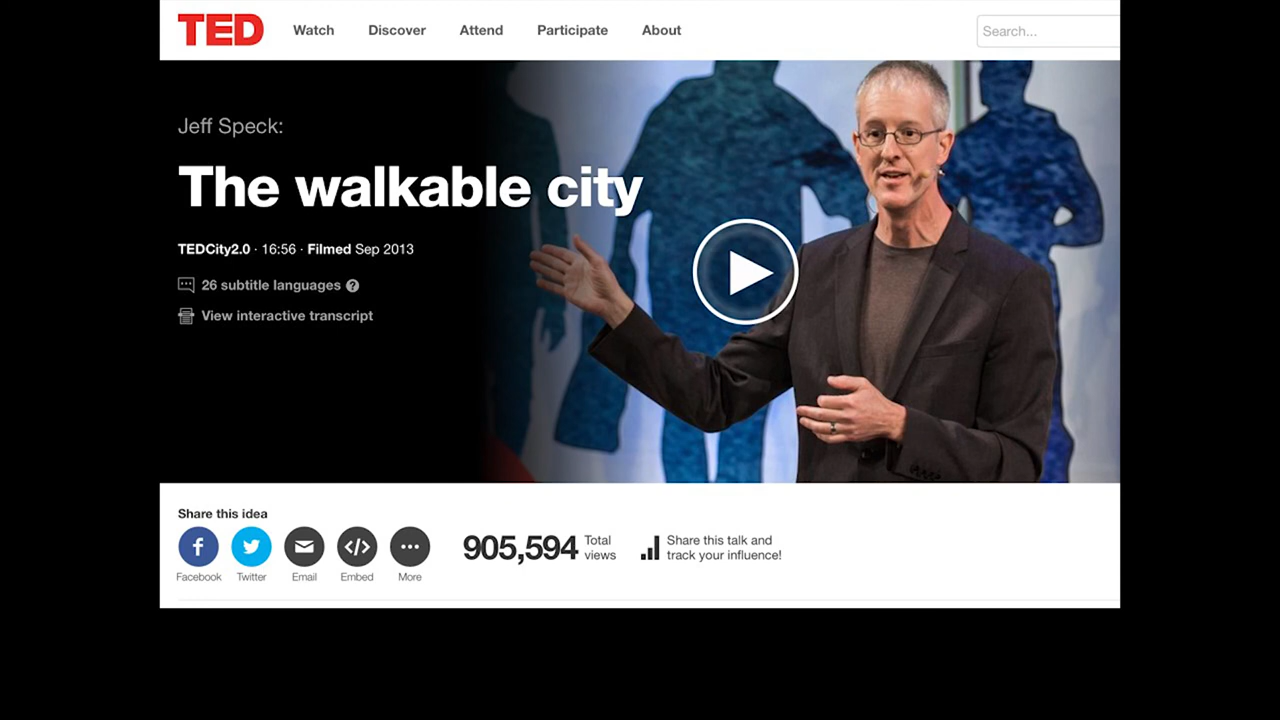 TED Watch Discover Attend Participate About Search...
Jeff Speck:
The walkable city
TEDCity2.0 · 16:56 · Filmed Sep 2013
26 subtitle languages ?
View interactive transcript
Share this idea
Facebook Twitter Email Embed More
905,594 Total views
Share this talk and
track your influence!